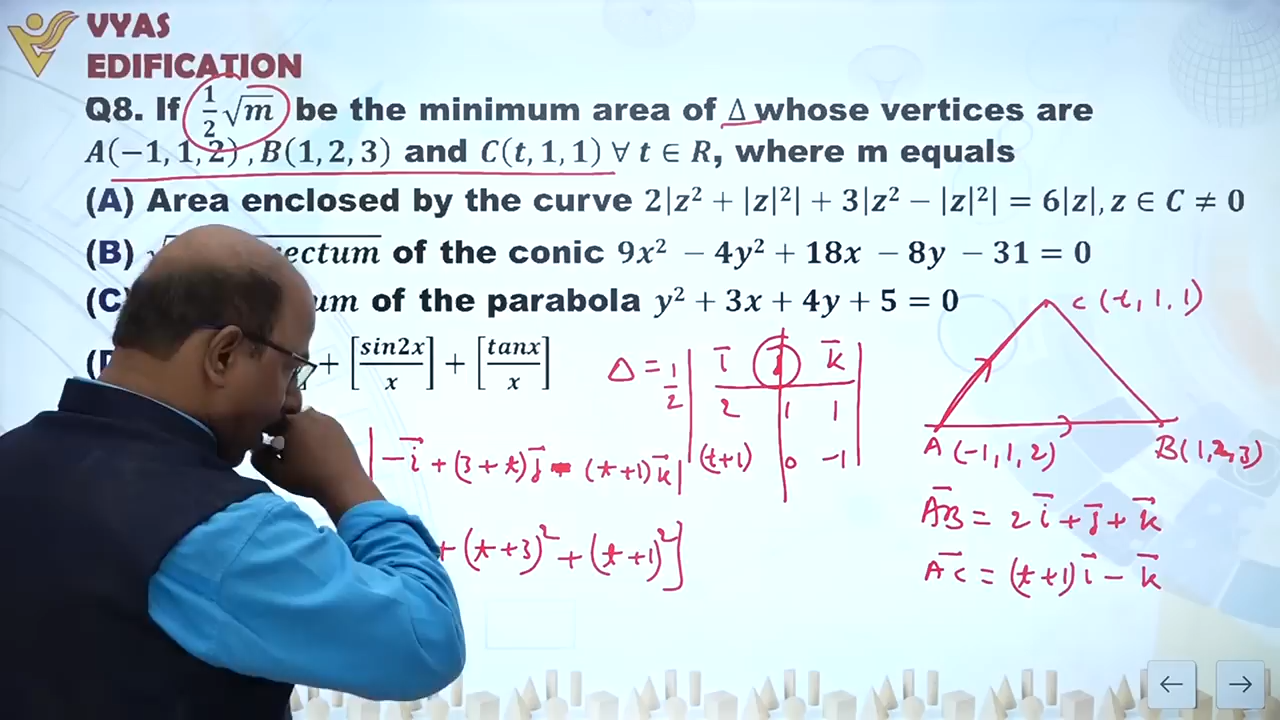 VYAS
EDIFICATION
Q8. If 1/2 √m be the minimum area of Δ whose vertices are
A(−1, 1, 2) , B(1, 2, 3) and C(t, 1, 1) ∀ t ∈ R, where m equals
(A) Area enclosed by the curve 2|z² + |z|²| + 3|z² − |z|²| = 6|z|, z ∈ C ≠ 0
(B) of the conic 9x² − 4y² + 18x − 8y − 31 = 0
(C) of the parabola y² + 3x + 4y + 5 = 0
+ [sin2x/x] + [tanx/x]
C (t, 1, 1)
Δ = 1/2 | i j k |
2 1 1
(t+1) 0 −1
|−i + (3+t)j − (t+1)k|
+ (t+3)² + (t+1)²]
A (−1, 1, 2)
B(1, 2, 3)
AB = 2i + j + k
AC = (t+1)i − k
← →